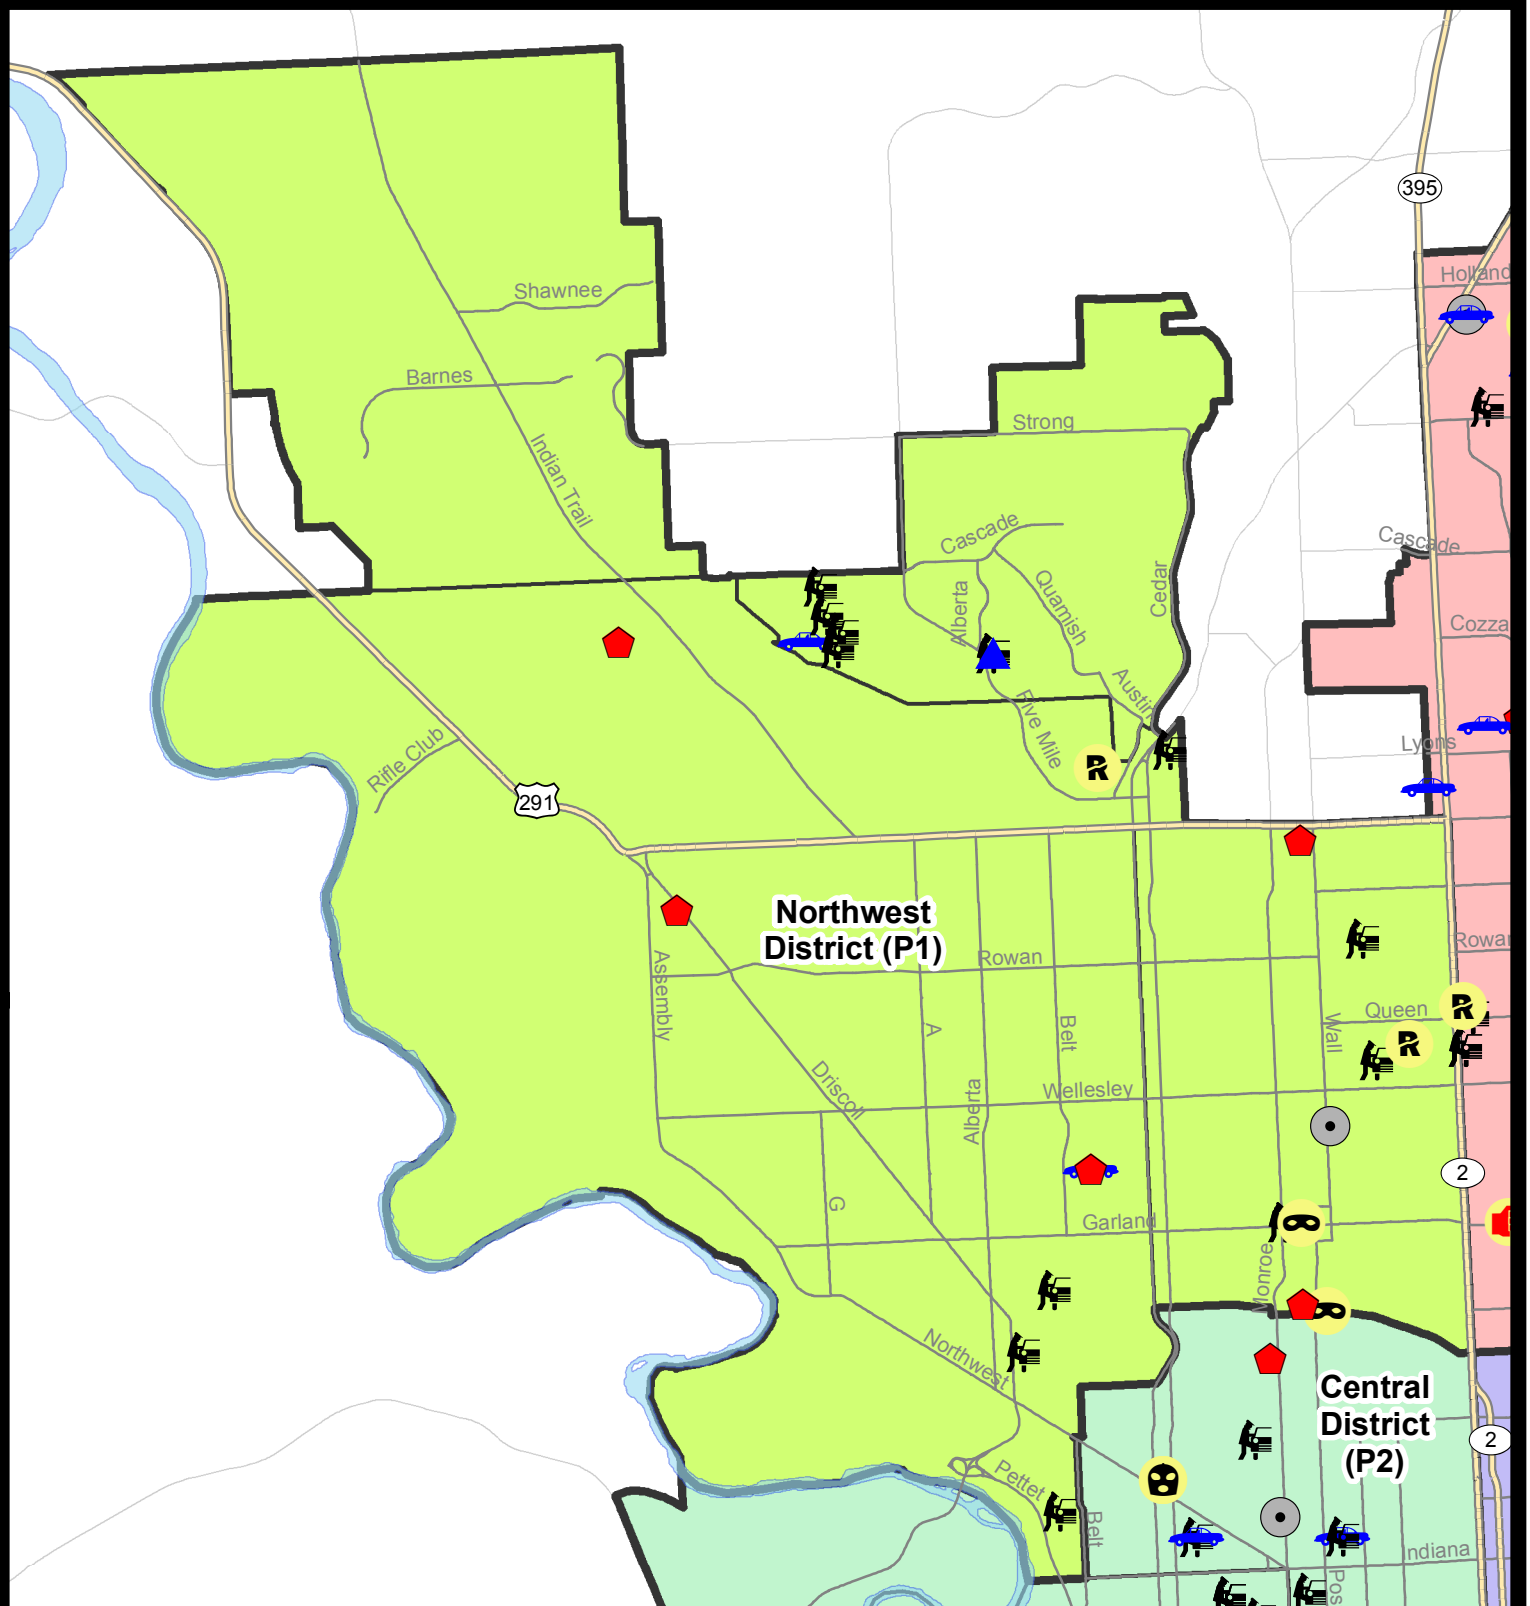 395
Holland
Shawnee
Barnes
Strong
Indian Trail
Cascade
Cascade
Quamish
Alberta
Cedar
Cozza
Austin
Five Mile
Lyons
Rifle Club
R
291
Northwest
District (P1)
Rowan
Rowan
Assembly
A
Belt
Queen
R
Wall
R
Driscoll
Wellesley
Alberta
2
G
Garland
Monroe
Northwest
Central
District
(P2)
2
Pettet
Belt
Indiana
Pos